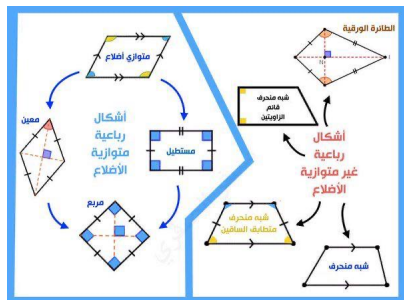 الطائرة الورقية
شبه منحرف
قائم
الزاويتين
أشكال
رباعية
غير متوازية
الأضلاع
شبه منحرف
متطابق الساقين
شبه منحرف
متوازي أضلاع
معين
أشكال
رباعية
متوازية
الأضلاع
مستطيل
مربع